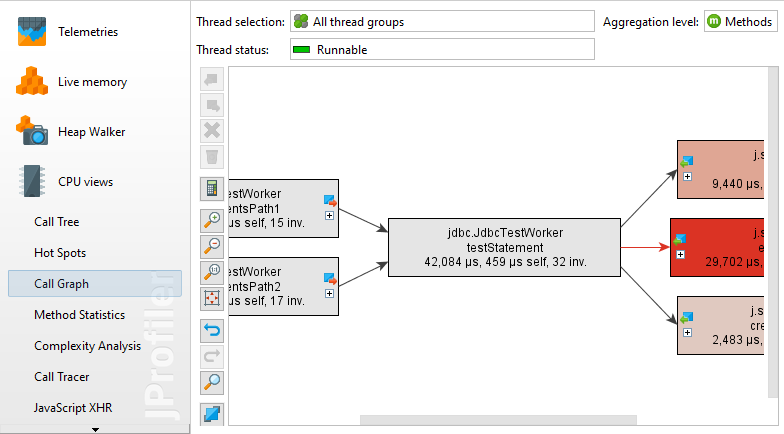 Telemetries
Live memory
Heap Walker
CPU views
Call Tree
Hot Spots
Call Graph
Method Statistics
Complexity Analysis
Call Tracer
JavaScript XHR
JProfiler
Thread selection:
All thread groups
Aggregation level:
m Methods
Thread status:
Runnable
estWorker
entsPath1
us self, 15 inv.
estWorker
entsPath2
us self, 17 inv.
jdbc.JdbcTestWorker
testStatement
42,084 µs, 459 µs self, 32 inv.
j.s
9,440 µs,
j.s
e
29,702 µs,
j.s
cre
2,483 µs,